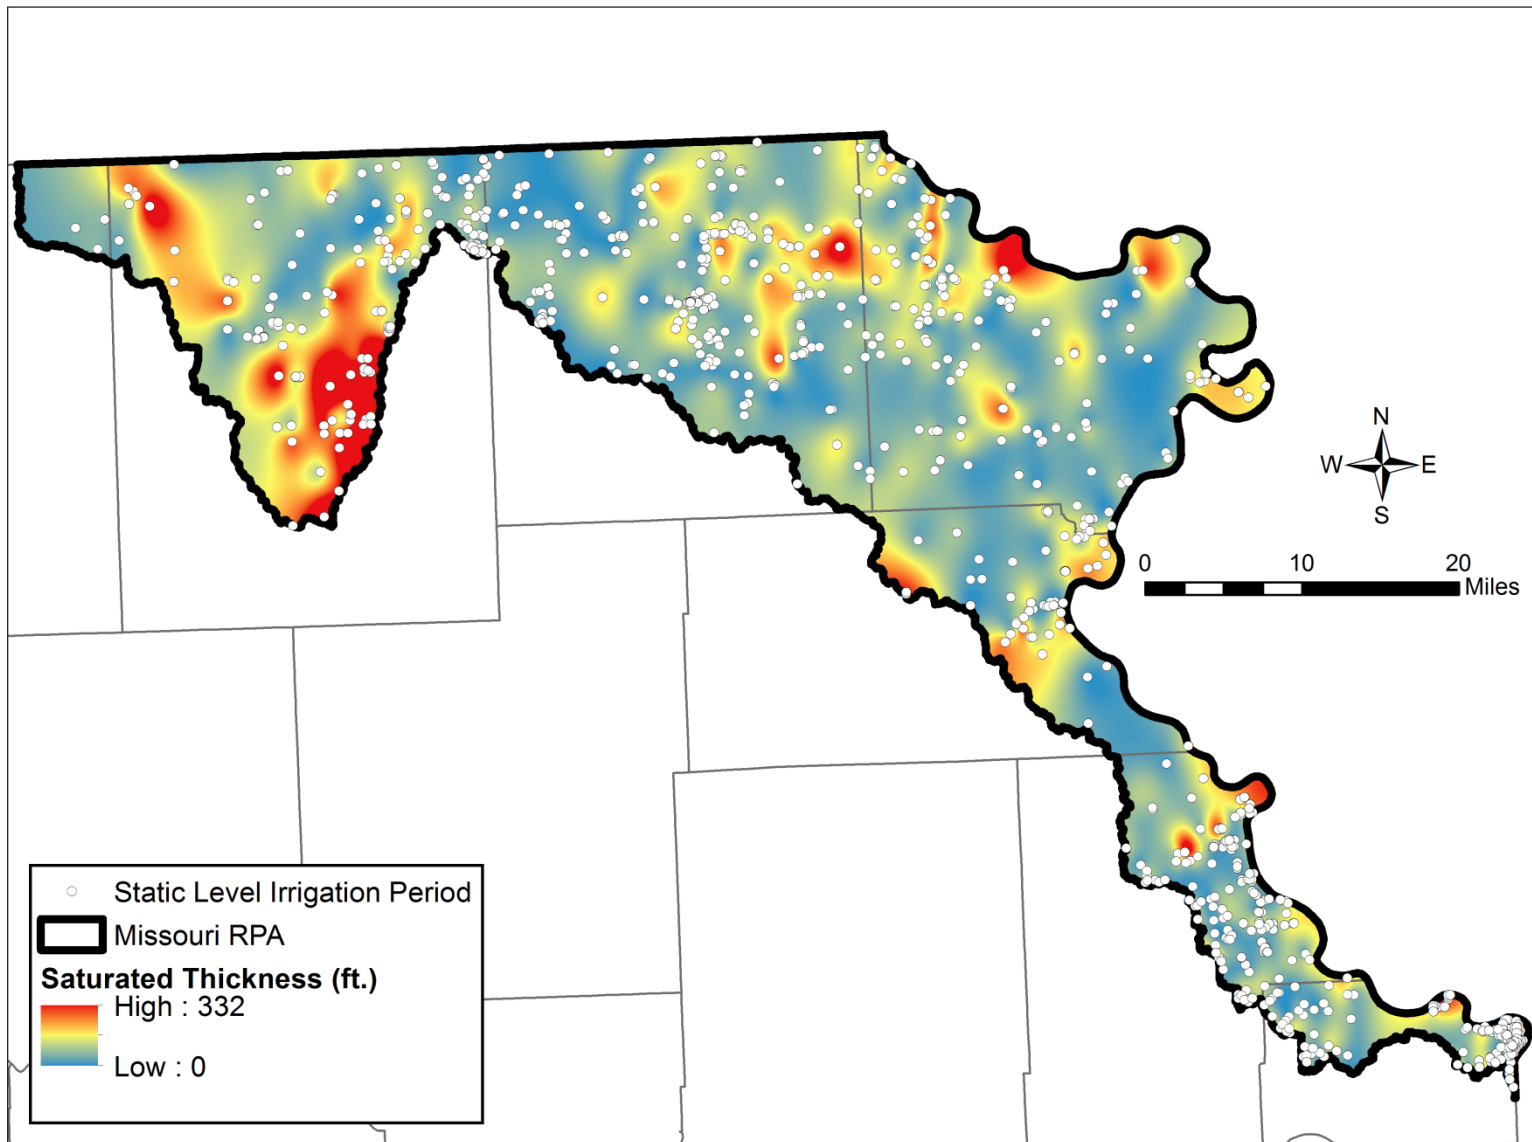 N
W E
S
0 10 20
Miles
Static Level Irrigation Period
Missouri RPA
Saturated Thickness (ft.)
High : 332
Low : 0